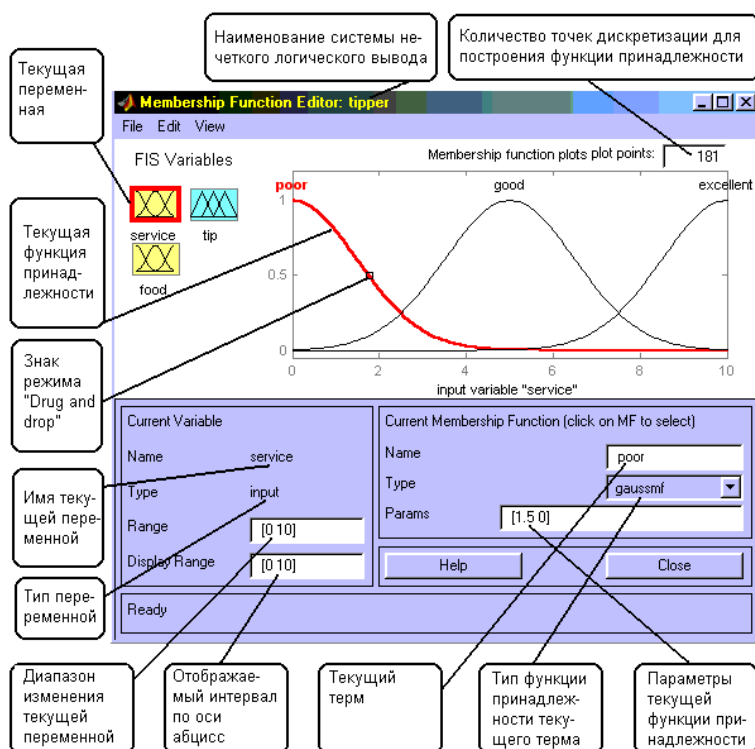 Наименование системы не-
четкого логического вывода
Количество точек дискретизации для
построения функции принадлежности
Текущая
перемен-
ная
Membership Function Editor: tipper
File Edit View
FIS Variables
Membership function plots plot points: 181
poor
good
excellent
service
tip
food
1
0.5
0
0
2
4
6
8
10
input variable "service"
Текущая
функция
принад-
лежности
Знак
режима
"Drug and
drop"
Имя теку-
щей пере-
менной
Тип пере-
ременной
Current Variable
Name service
Type input
Range [0 10]
Display Range [0 10]
Current Membership Function (click on MF to select)
Name poor
Type gaussmf
Params [1.5 0]
Help
Close
Ready
Диапазон
изменения
текущей
переменной
Отображае-
мый интервал
по оси
абцисс
Текущий
терм
Тип функции
принадлеж-
ности теку-
щего терма
Параметры
текущей
функции при-
надлежности